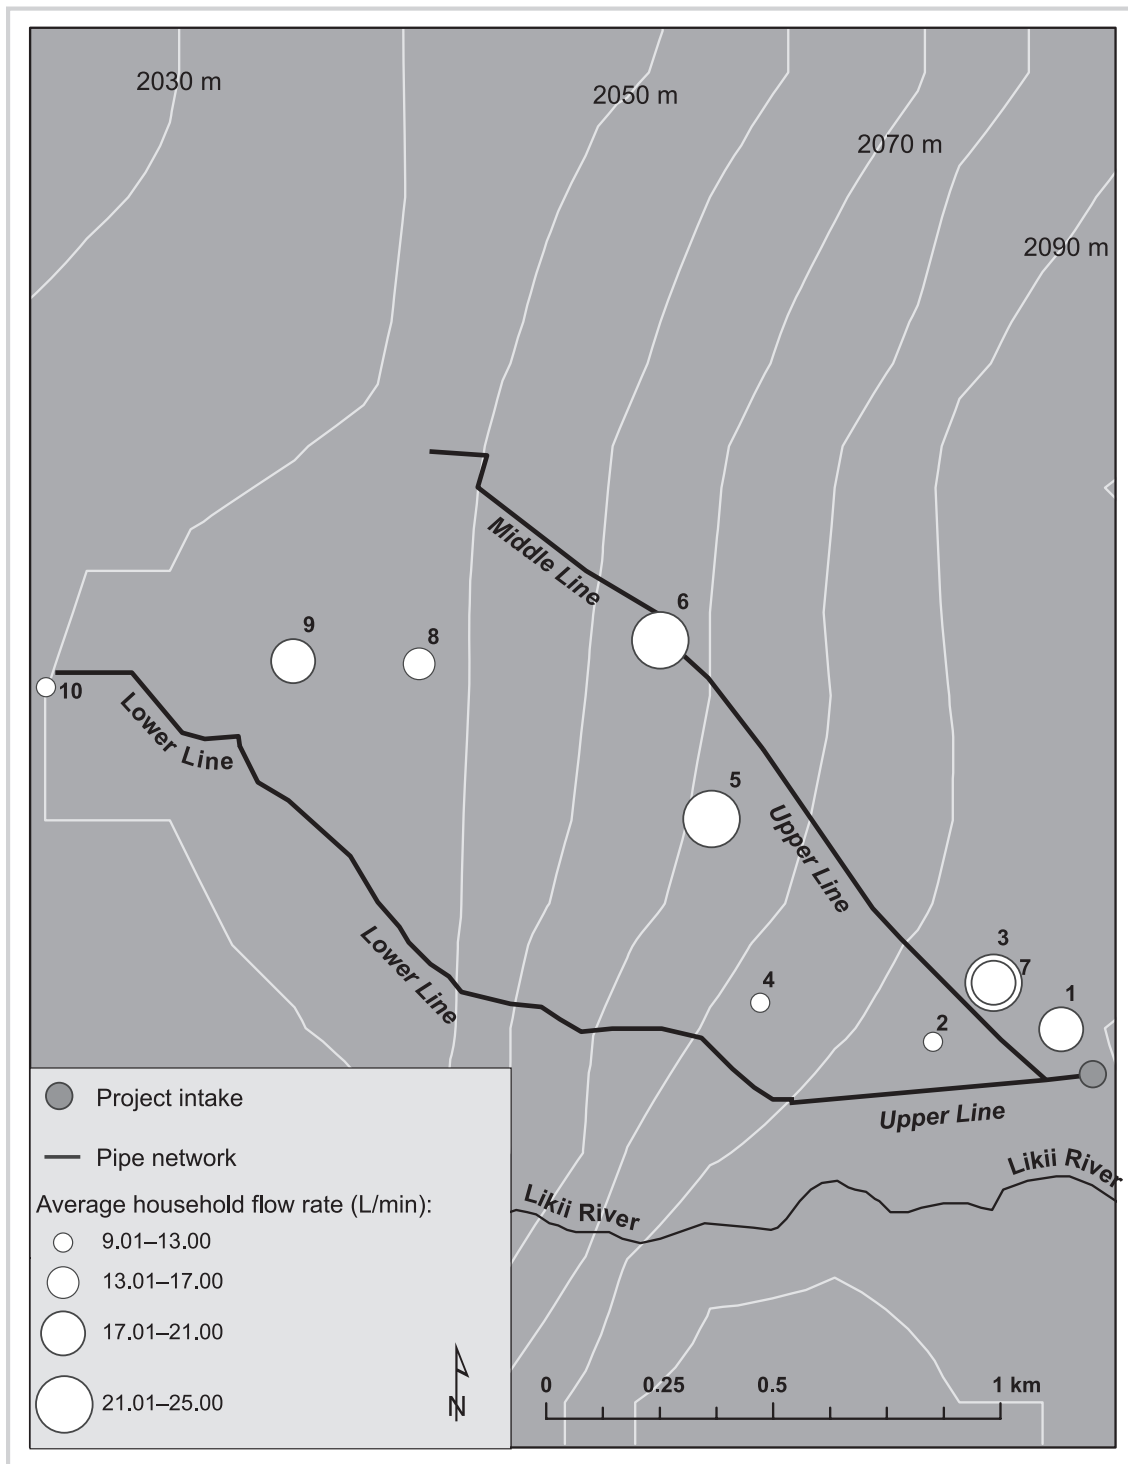 2030 m
2050 m
2070 m
2090 m
Middle Line
6
9
8
10
Lower Line
5
Upper Line
3
7
Lower Line
4
1
2
Upper Line
Likii River
Likii River
Project intake
Pipe network
Average household flow rate (L/min):
9.01–13.00
13.01–17.00
17.01–21.00
21.01–25.00
N
0 0.25 0.5 1 km